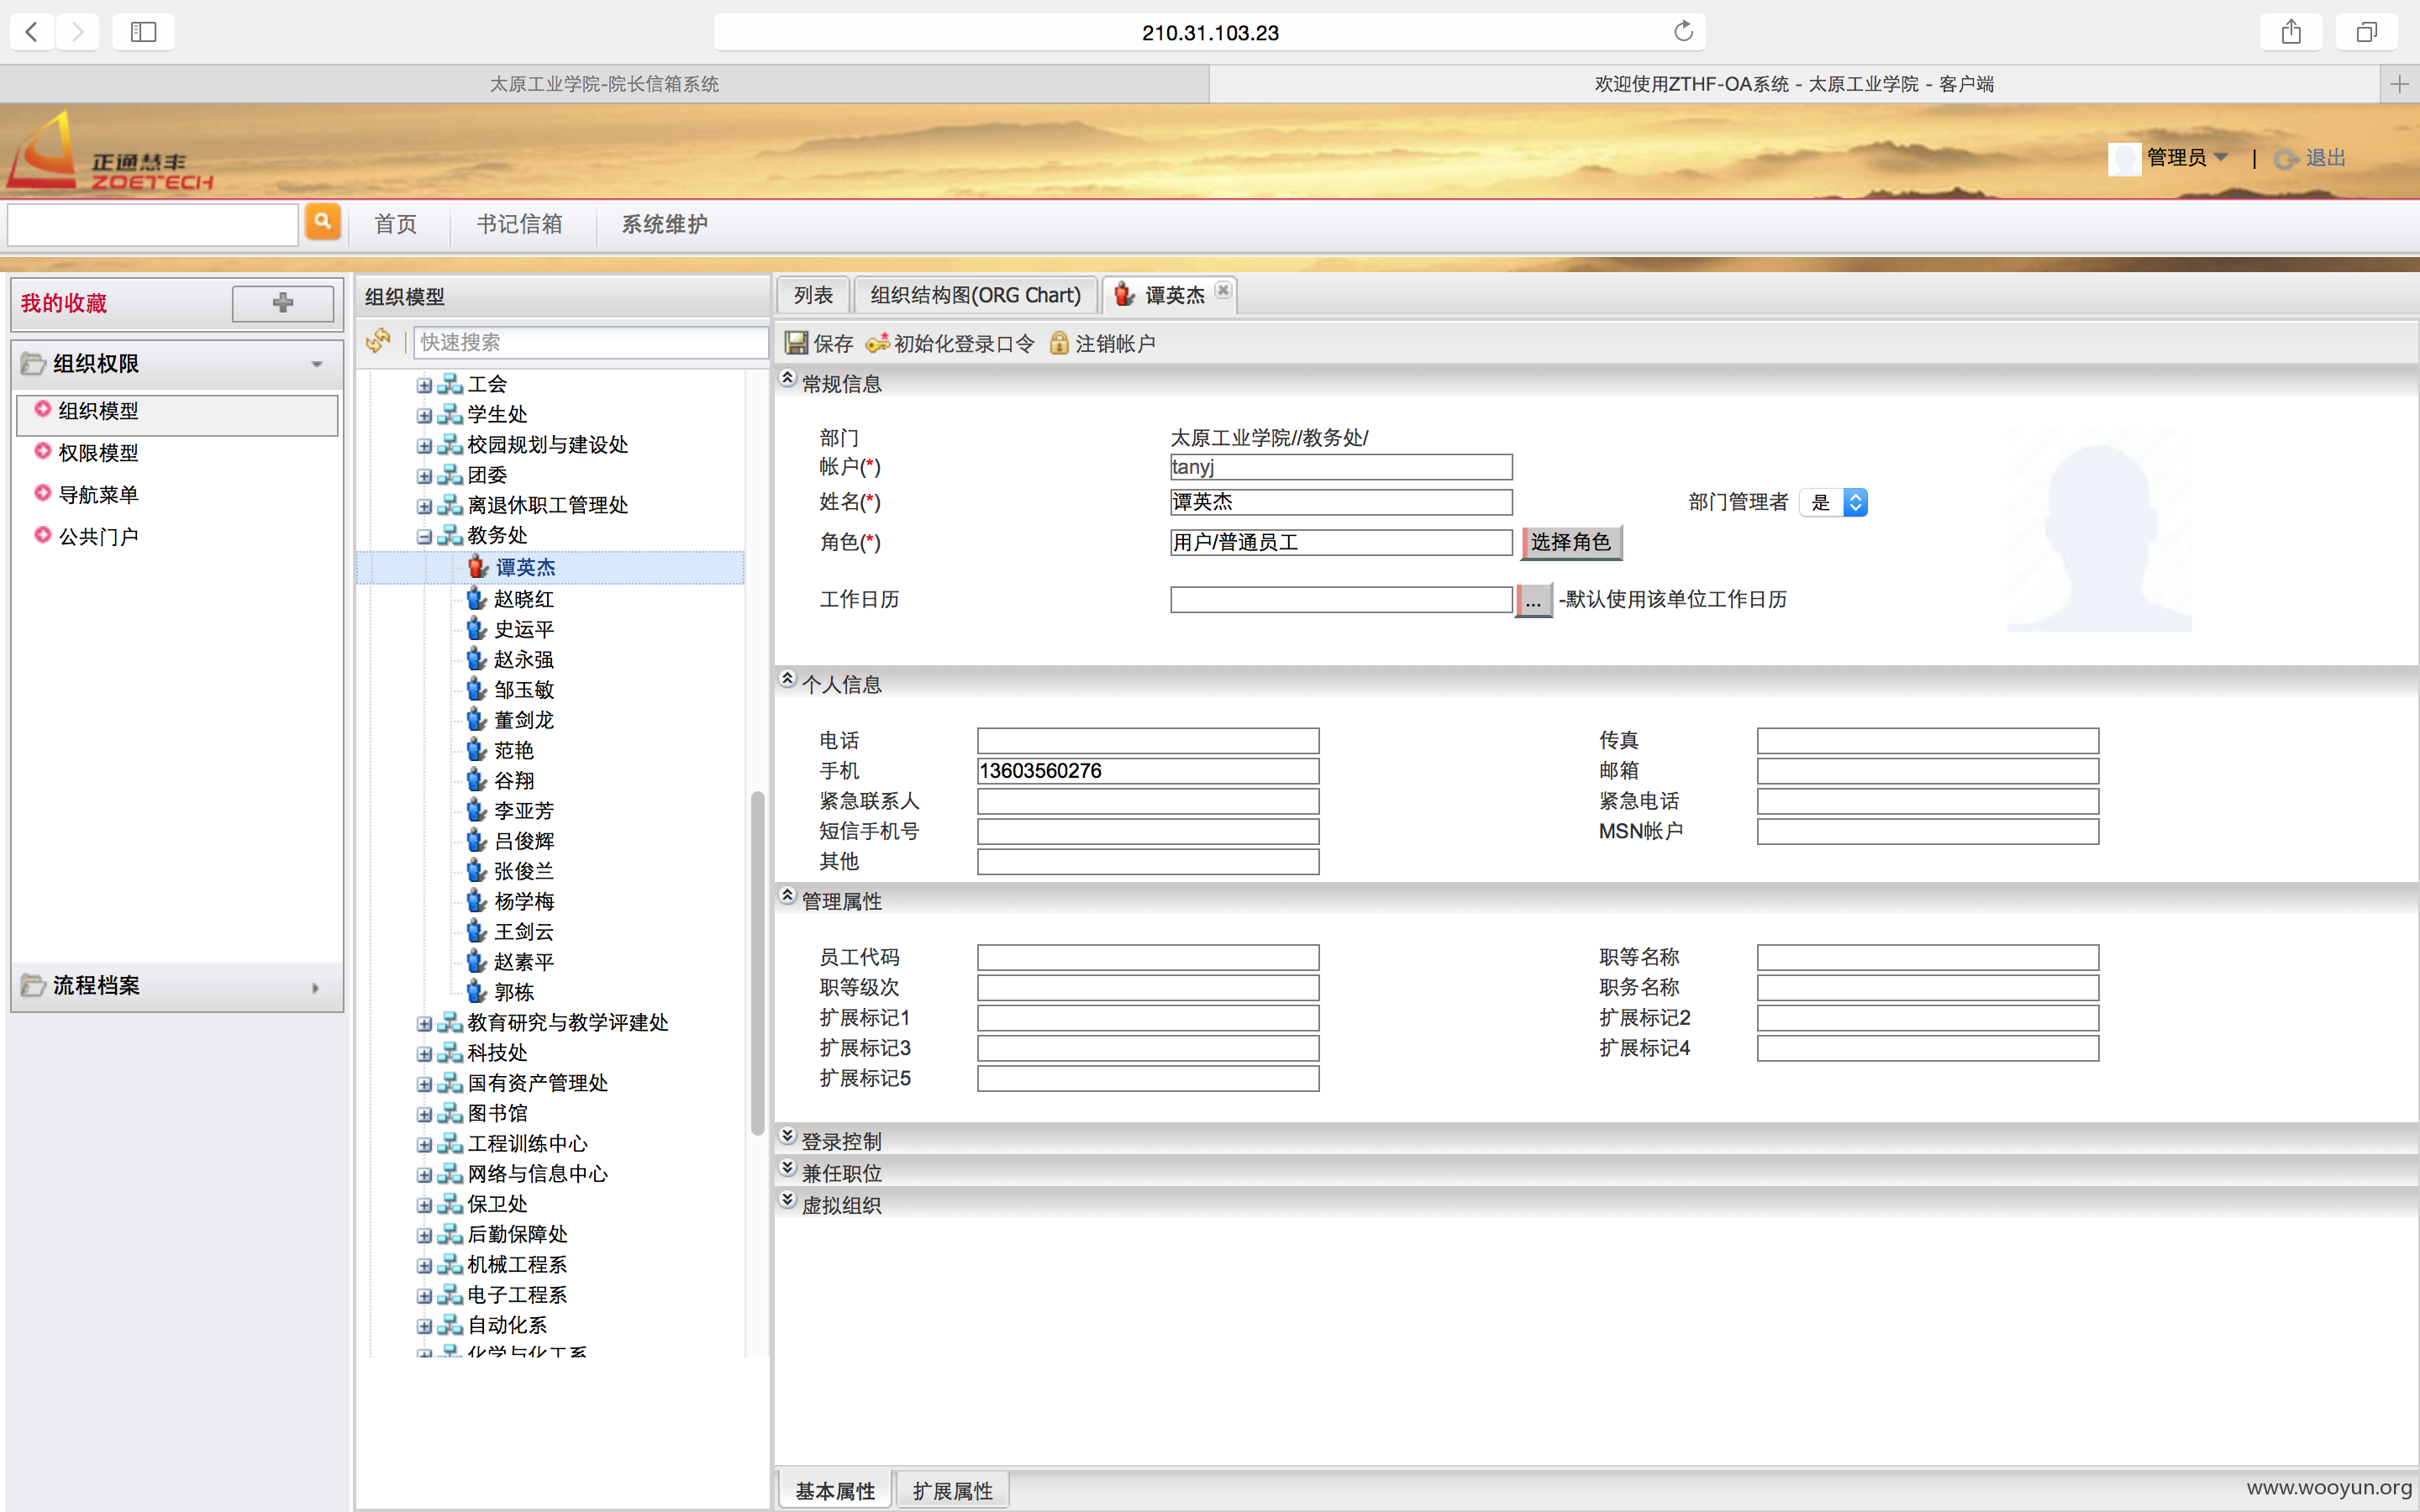 210.31.103.23
太原工业学院-院长信箱系统
欢迎使用ZTHF-OA系统 - 太原工业学院 - 客户端
正通慧丰
ZOETECH
管理员 | 退出
首页 书记信箱 系统维护
我的收藏
组织权限
组织模型
权限模型
导航菜单
公共门户
流程档案
组织模型
快速搜索
工会
学生处
校园规划与建设处
团委
离退休职工管理处
教务处
谭英杰
赵晓红
史运平
赵永强
邹玉敏
董剑龙
范艳
谷翔
李亚芳
吕俊辉
张俊兰
杨学梅
王剑云
赵素平
郭栋
教育研究与教学评建处
科技处
国有资产管理处
图书馆
工程训练中心
网络与信息中心
保卫处
后勤保障处
机械工程系
电子工程系
自动化系
化学与化工系
列表 组织结构图(ORG Chart) 谭英杰
保存 初始化登录口令 注销帐户
常规信息
部门 太原工业学院//教务处/
帐户(*) tanyj
姓名(*) 谭英杰 部门管理者 是
角色(*) 用户/普通员工 选择角色
工作日历 ... -默认使用该单位工作日历
个人信息
电话 传真
手机 13603560276 邮箱
紧急联系人 紧急电话
短信手机号 MSN帐户
其他
管理属性
员工代码 职等名称
职等级次 职务名称
扩展标记1 扩展标记2
扩展标记3 扩展标记4
扩展标记5
登录控制
兼任职位
虚拟组织
基本属性 扩展属性
www.wooyun.org